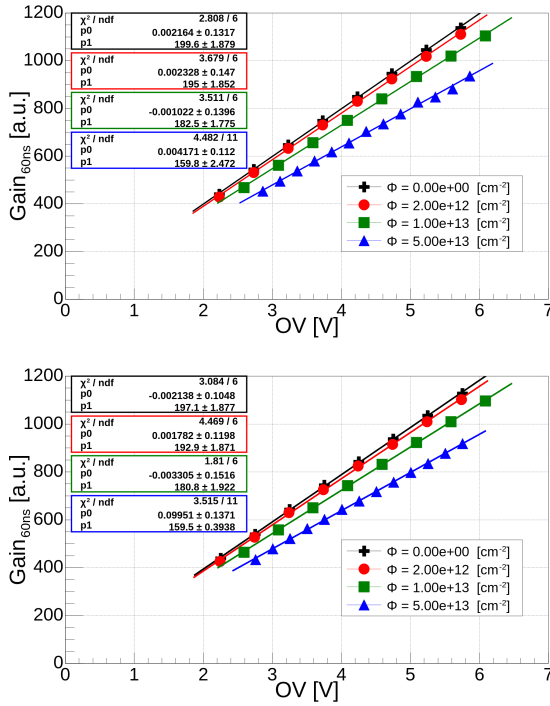 1200
1000
800
600
400
200
0
Gain60ns [a.u.]
χ² / ndf 2.808 / 6
p0 0.002164 ± 0.1317
p1 199.6 ± 1.879
χ² / ndf 3.679 / 6
p0 0.002328 ± 0.147
p1 195 ± 1.852
χ² / ndf 3.511 / 6
p0 -0.001022 ± 0.1396
p1 182.5 ± 1.775
χ² / ndf 4.482 / 11
p0 0.004171 ± 0.112
p1 159.8 ± 2.472
Φ = 0.00e+00 [cm⁻²]
Φ = 2.00e+12 [cm⁻²]
Φ = 1.00e+13 [cm⁻²]
Φ = 5.00e+13 [cm⁻²]
0 1 2 3 4 5 6 7
OV [V]
1200
1000
800
600
400
200
0
Gain60ns [a.u.]
χ² / ndf 3.084 / 6
p0 -0.002138 ± 0.1048
p1 197.1 ± 1.877
χ² / ndf 4.469 / 6
p0 0.001782 ± 0.1198
p1 192.9 ± 1.871
χ² / ndf 1.81 / 6
p0 -0.003305 ± 0.1516
p1 180.8 ± 1.922
χ² / ndf 3.515 / 11
p0 0.09951 ± 0.1371
p1 159.5 ± 0.3938
Φ = 0.00e+00 [cm⁻²]
Φ = 2.00e+12 [cm⁻²]
Φ = 1.00e+13 [cm⁻²]
Φ = 5.00e+13 [cm⁻²]
0 1 2 3 4 5 6 7
OV [V]